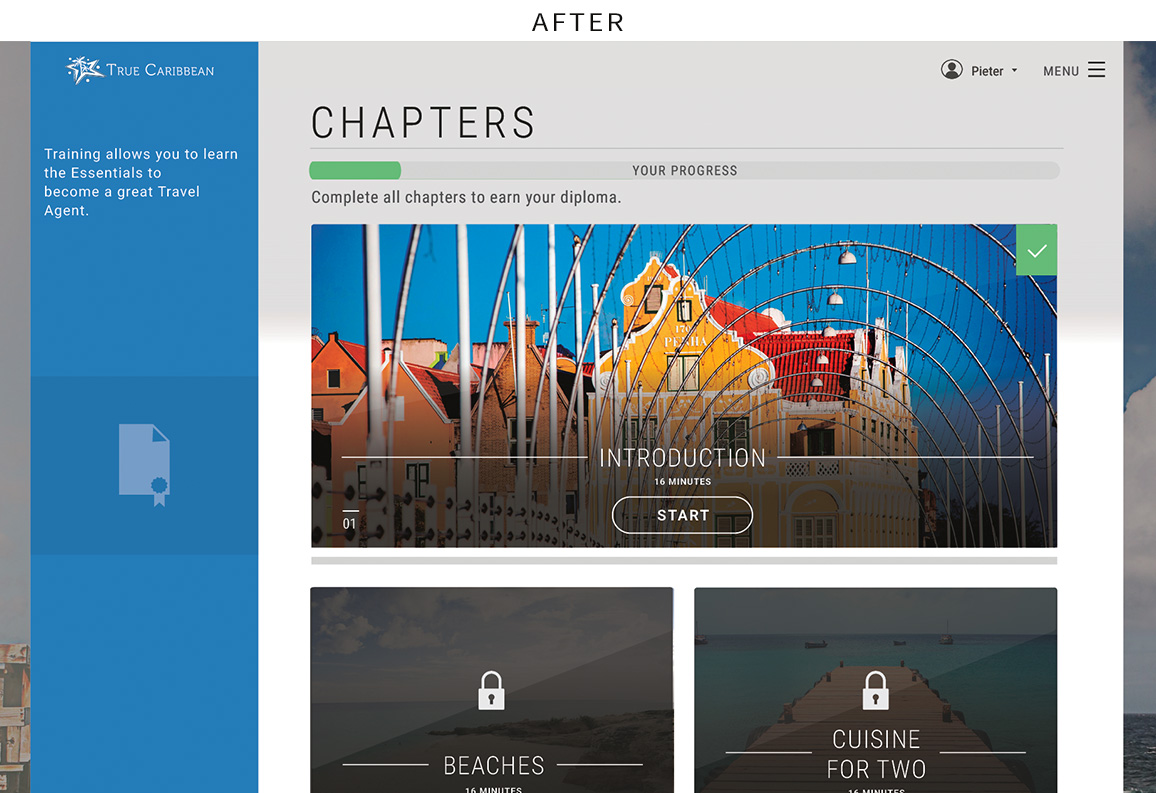 AFTER
TRUE CARIBBEAN
Pieter
MENU
CHAPTERS
Training allows you to learn
the Essentials to
become a great Travel
Agent.
YOUR PROGRESS
Complete all chapters to earn your diploma.
PENHA
INTRODUCTION
16 MINUTES
START
01
BEACHES
16 MINUTES
CUISINE
FOR TWO
16 MINUTES